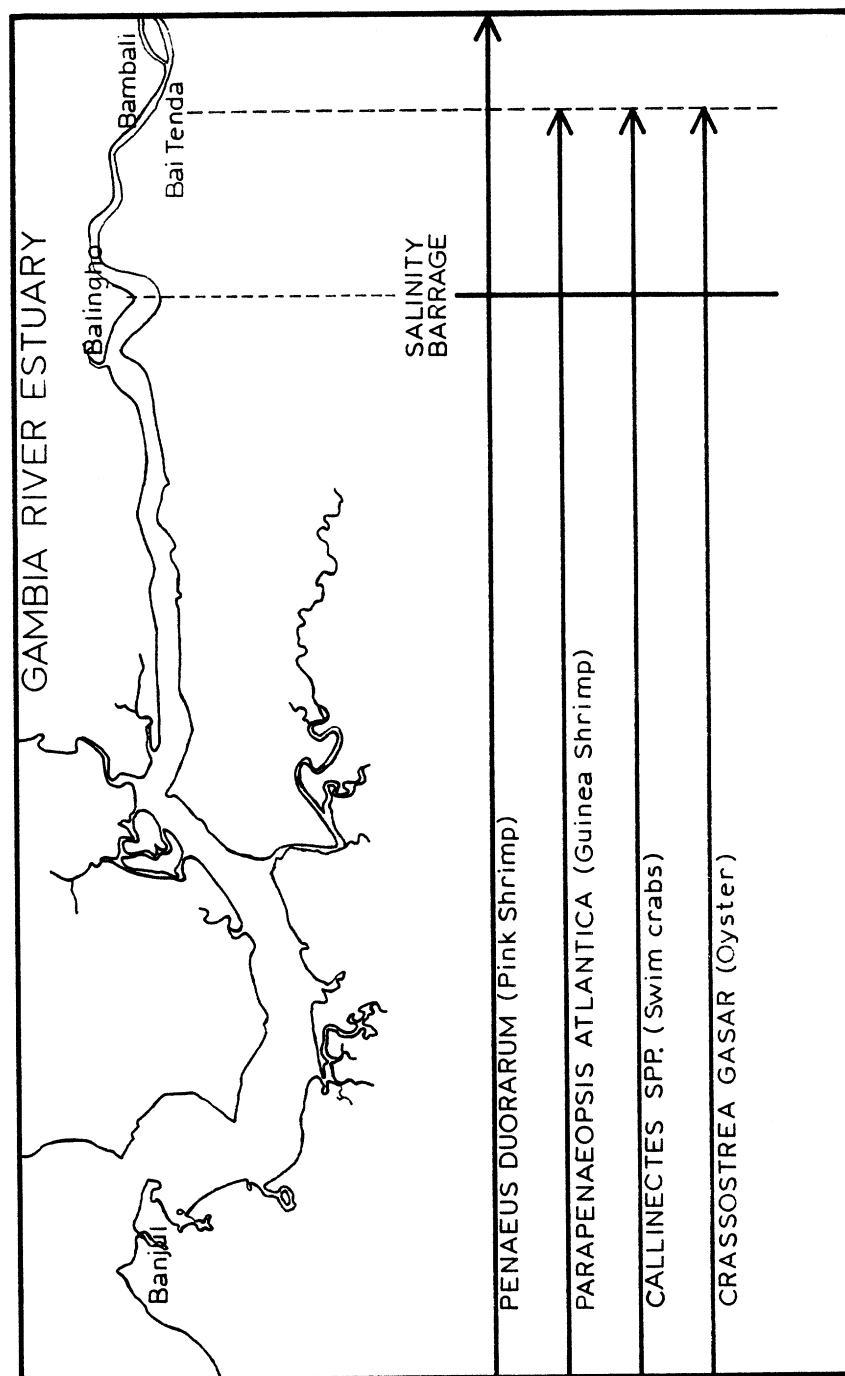 GAMBIA RIVER ESTUARY
Banjul
Balingho
Bambali
Bai Tenda
SALINITY
BARRAGE
PENAEUS DUORARUM (Pink Shrimp)
PARAPENAEOPSIS ATLANTICA (Guinea Shrimp)
CALLINECTES SPP. (Swim crabs)
CRASSOSTREA GASAR (Oyster)